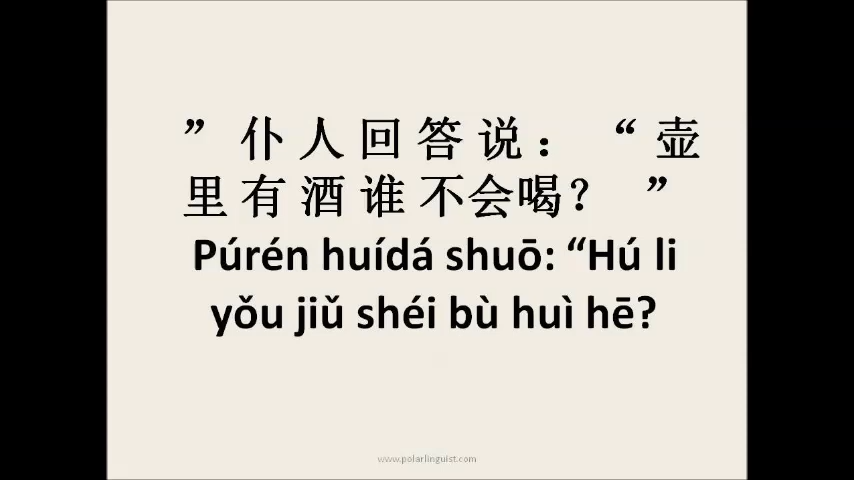 ” 仆 人 回 答 说 ： “ 壶
里 有 酒 谁 不会喝？ ”
Púrén huídá shuō: “Hú li
yǒu jiǔ shéi bù huì hē?
www.polarlinguist.com